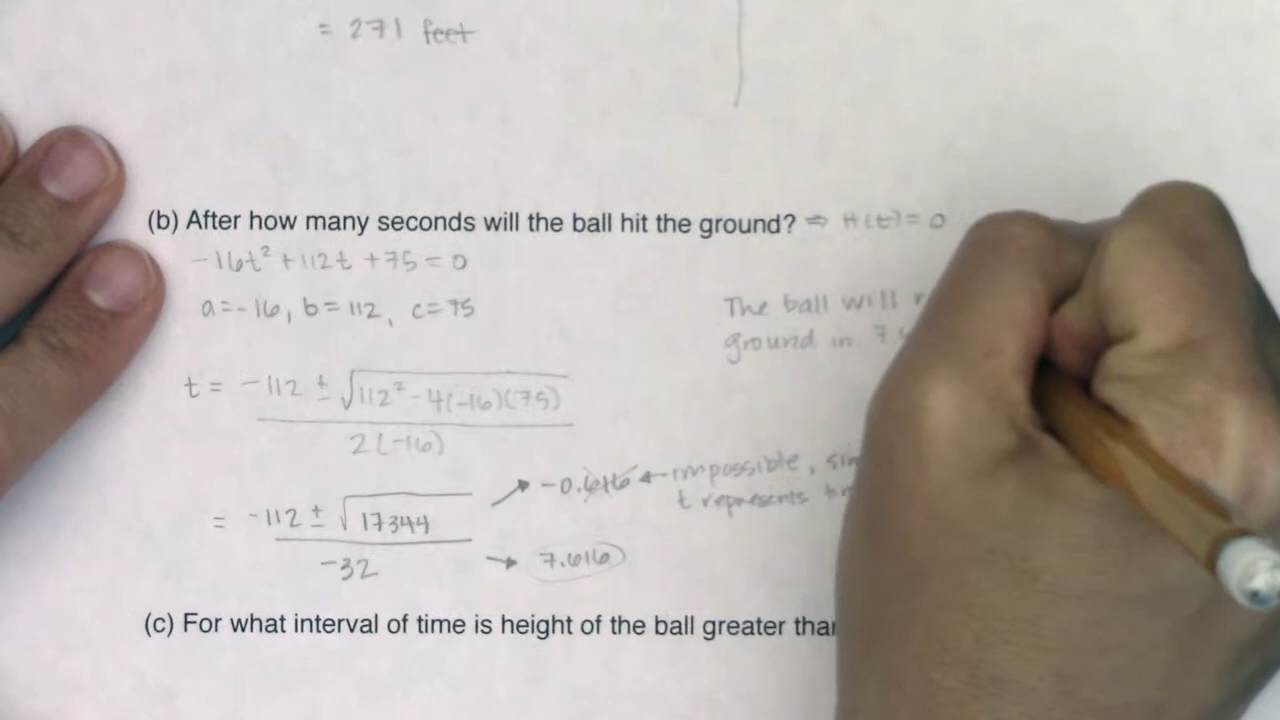 = 271 feet
(b) After how many seconds will the ball hit the ground? ⇒ H(t)=0
-16t² + 112t + 75 = 0
a=-16, b=112, c=75
The ball will
ground in 7.
t = -112 ± √112² - 4(-16)(75)
2(-16)
-0.616 ← impossible,
t represents
= -112 ± √17344
-32
→ 7.616
(c) For what interval of time is height of the ball greater than